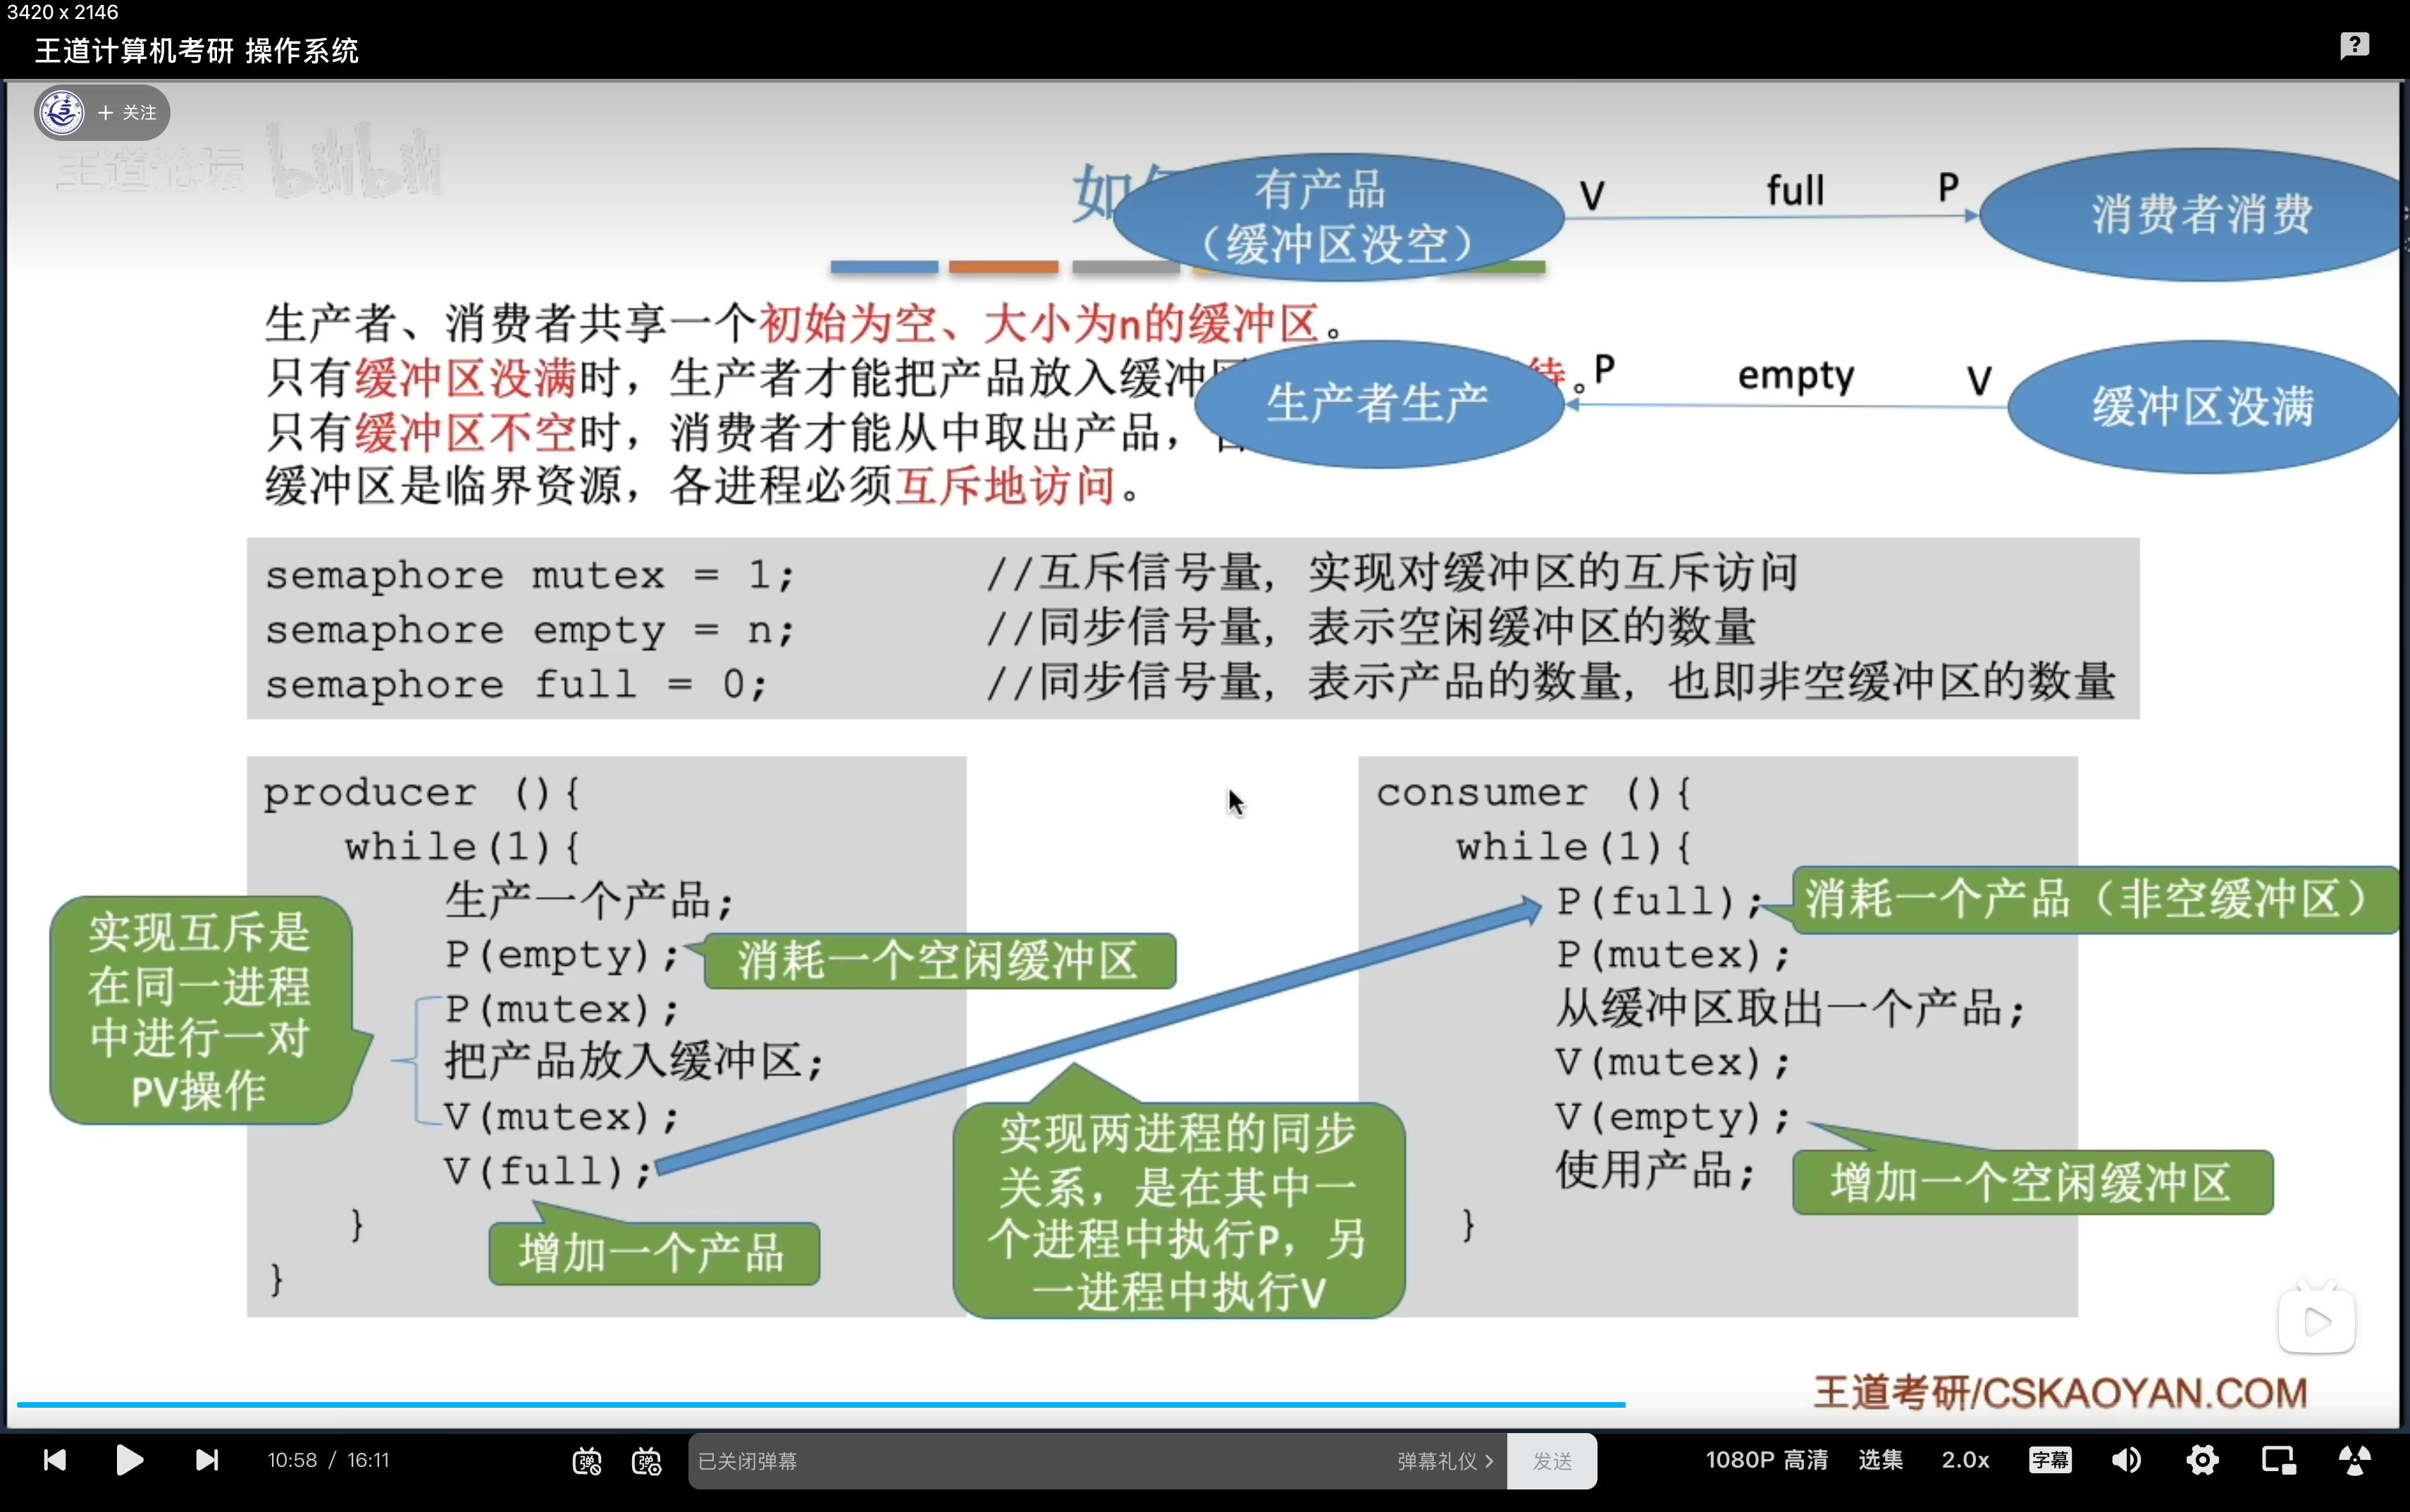 3420 x 2146
王道计算机考研 操作系统
+ 关注
王道论坛 bilibili
如
有产品
（缓冲区没空）
V full P
消费者消费
生产者、消费者共享一个初始为空、大小为n的缓冲区。
只有缓冲区没满时，生产者才能把产品放入缓冲
待。
生产者生产
P empty V
缓冲区没满
只有缓冲区不空时，消费者才能从中取出产品，
缓冲区是临界资源，各进程必须互斥地访问。
semaphore mutex = 1; //互斥信号量，实现对缓冲区的互斥访问
semaphore empty = n; //同步信号量，表示空闲缓冲区的数量
semaphore full = 0; //同步信号量，表示产品的数量，也即非空缓冲区的数量
producer (){
while(1){
生产一个产品;
P(empty);
消耗一个空闲缓冲区
P(mutex);
把产品放入缓冲区;
V(mutex);
V(full);
增加一个产品
}
}
实现互斥是
在同一进程
中进行一对
PV操作
实现两进程的同步
关系，是在其中一
个进程中执行P，另
一进程中执行V
consumer (){
while(1){
P(full);
消耗一个产品（非空缓冲区）
P(mutex);
从缓冲区取出一个产品;
V(mutex);
V(empty);
增加一个空闲缓冲区
使用产品;
}
王道考研/CSKAOYAN.COM
10:58 / 16:11
弹
弹
已关闭弹幕
弹幕礼仪 >
发送
1080P 高清
选集
2.0x
字幕